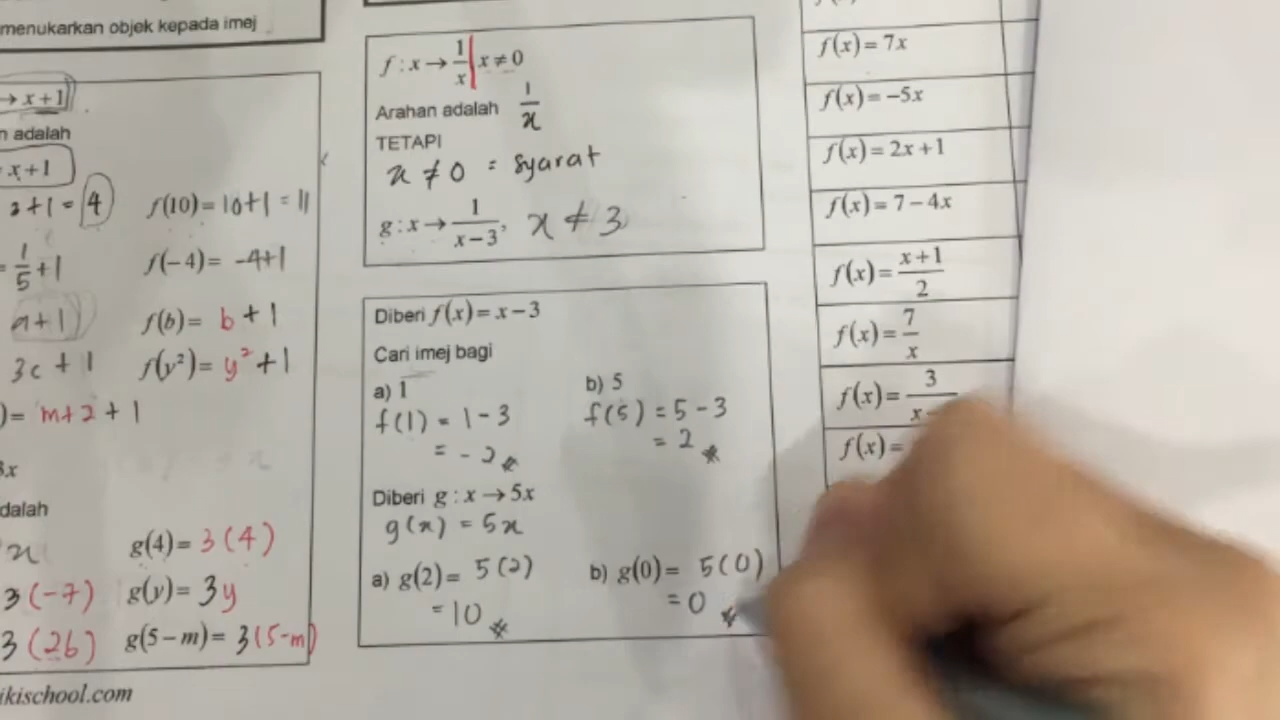 menukarkan objek kepada imej
→ x+1
n adalah
x+1
3+1 = 4
f(10) = 10+1 = 11
= 1/5 +1
f(-4) = -4+1
a+1
f(b) = b + 1
3c + 1
f(y²) = y² + 1
)= m+2 + 1
3x
dalah
x
g(4) = 3(4)
3(-7)
g(y) = 3y
3(2b)
g(5-m) = 3(5-m)
ikischool.com
f : x → 1/x | x ≠ 0
Arahan adalah 1/x
TETAPI
x ≠ 0 = syarat
g : x → 1/(x-3), x ≠ 3
Diberi f(x) = x-3
Cari imej bagi
a) 1
b) 5
f(1) = 1 - 3
f(5) = 5 - 3
= -2
= 2
Diberi g : x → 5x
g(x) = 5x
a) g(2) = 5(2)
b) g(0) = 5(0)
= 10
= 0
f(x) = 7x
f(x) = -5x
f(x) = 2x+1
f(x) = 7-4x
f(x) = (x+1)/2
f(x) = 7/x
f(x) = 3/x-
f(x) =